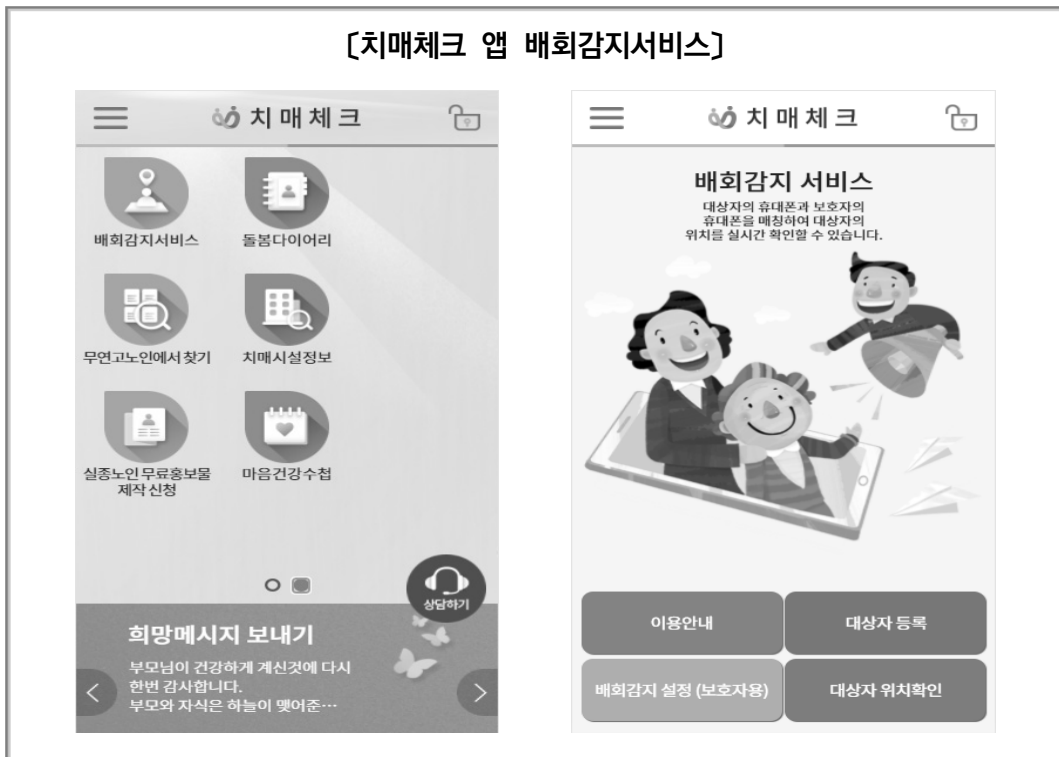 〔치매체크 앱 배회감지서비스〕
치매체크
배회감지서비스
돌봄다이어리
무연고노인에서 찾기
치매시설정보
실종노인 무료홍보물
제작 신청
마음건강수첩
상담하기
희망메시지 보내기
부모님이 건강하게 계신것에 다시
한번 감사합니다.
부모와 자식은 하늘이 맺어준…
치매체크
배회감지 서비스
대상자의 휴대폰과 보호자의
휴대폰을 매칭하여 대상자의
위치를 실시간 확인할 수 있습니다.
이용안내
대상자 등록
배회감지 설정 (보호자용)
대상자 위치확인